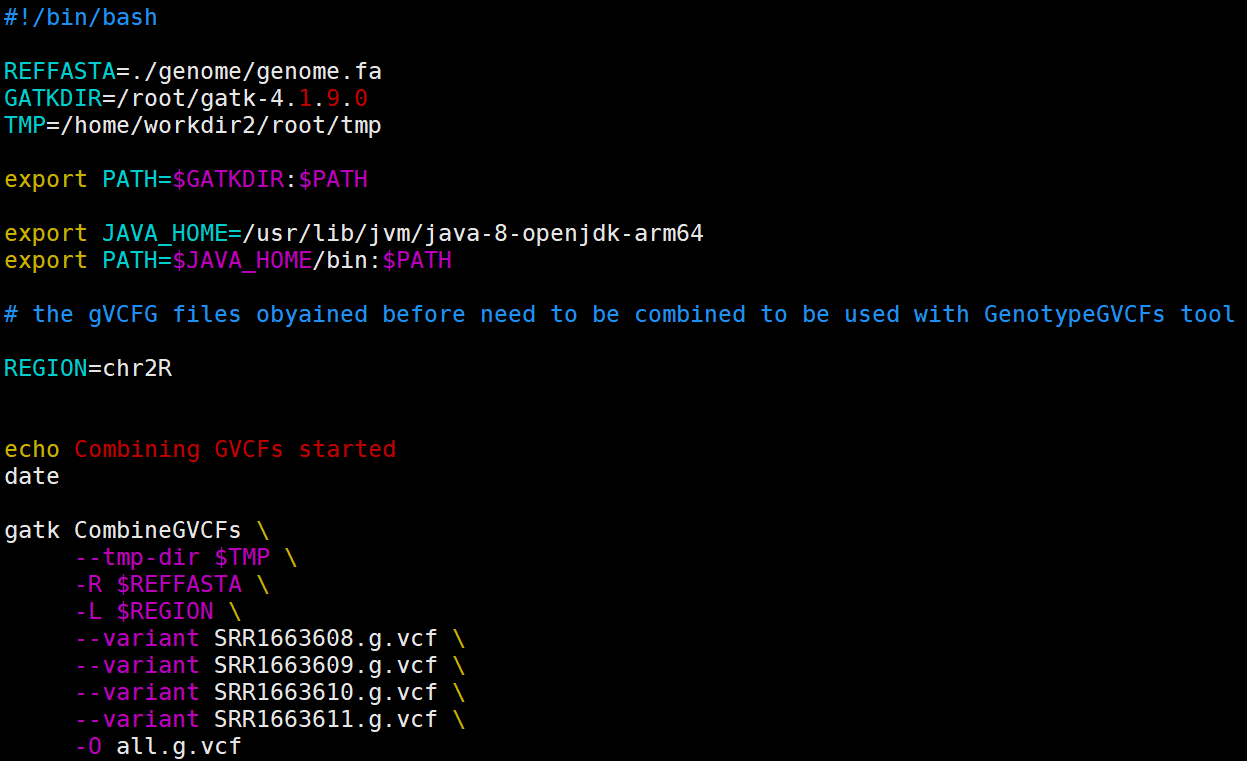 #!/bin/bash
REFFASTA=./genome/genome.fa
GATKDIR=/root/gatk-4.1.9.0
TMP=/home/workdir2/root/tmp
export PATH=$GATKDIR:$PATH
export JAVA_HOME=/usr/lib/jvm/java-8-openjdk-arm64
export PATH=$JAVA_HOME/bin:$PATH
# the gVCFG files obyained before need to be combined to be used with GenotypeGVCFs tool
REGION=chr2R
echo Combining GVCFs started
date
gatk CombineGVCFs \
--tmp-dir $TMP \
-R $REFFASTA \
-L $REGION \
--variant SRR1663608.g.vcf \
--variant SRR1663609.g.vcf \
--variant SRR1663610.g.vcf \
--variant SRR1663611.g.vcf \
-O all.g.vcf